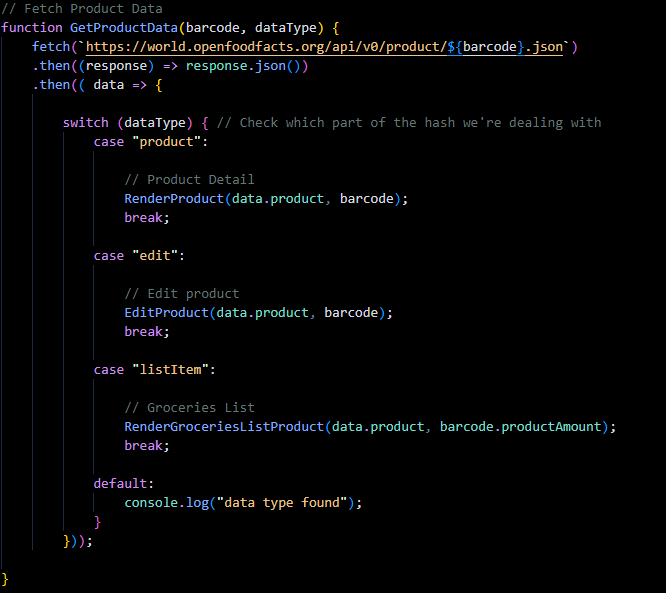 // Fetch Product Data
function GetProductData(barcode, dataType) {
    fetch(`https://world.openfoodfacts.org/api/v0/product/${barcode}.json`)
    .then((response) => response.json())
    .then(( data => {

        switch (dataType) { // Check which part of the hash we're dealing with
            case "product":

                // Product Detail
                RenderProduct(data.product, barcode);
                break;

            case "edit":

                // Edit product
                EditProduct(data.product, barcode);
                break;

            case "listItem":

                // Groceries List
                RenderGroceriesListProduct(data.product, barcode.productAmount);
                break;

            default:
                console.log("data type found");
            }
        }));

}